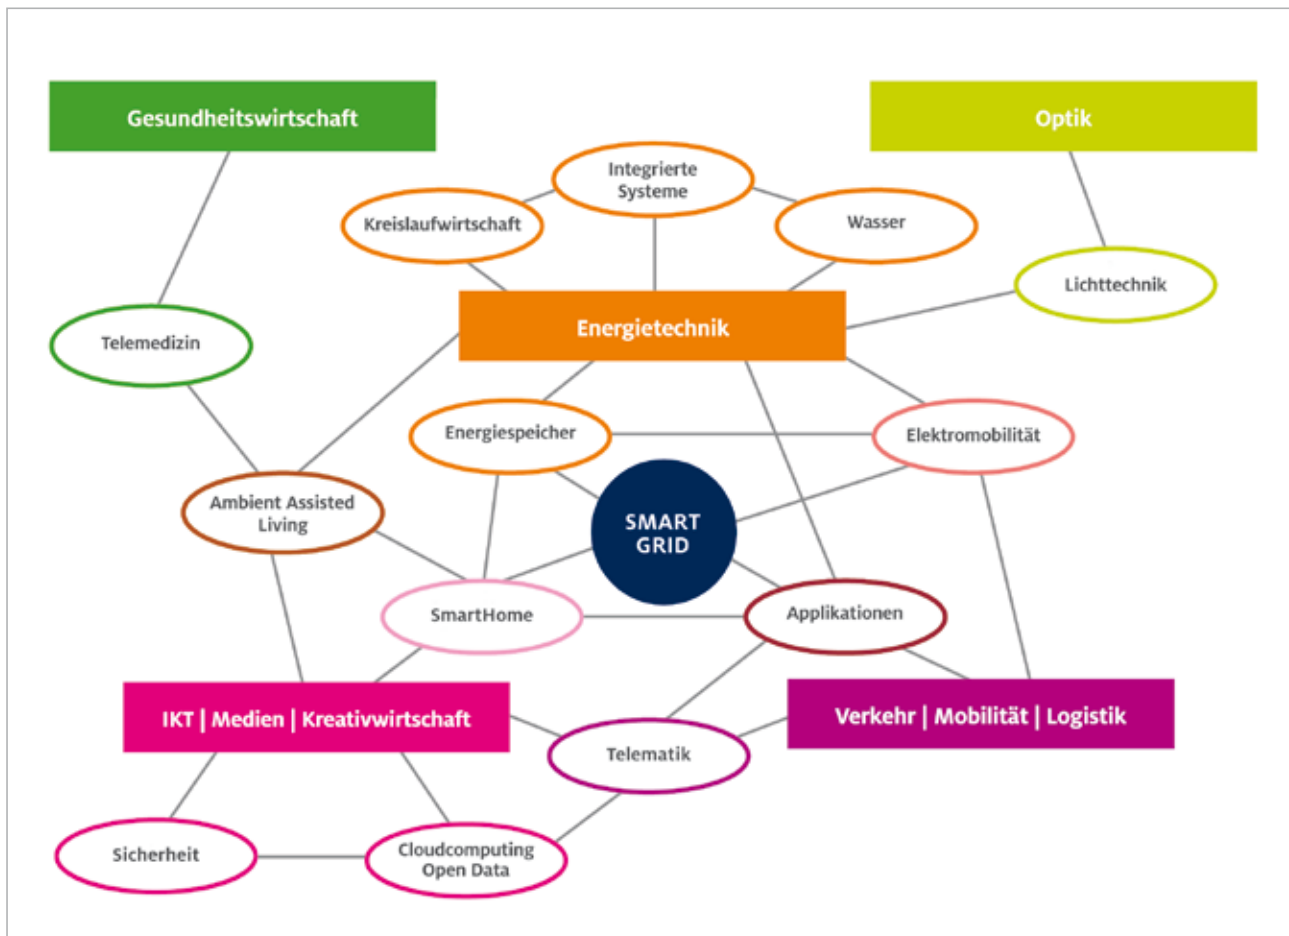 Gesundheitswirtschaft
Optik
Integrierte
Systeme
Kreislaufwirtschaft
Wasser
Lichttechnik
Energietechnik
Telemedizin
Energiespeicher
Elektromobilität
Ambient Assisted
Living
SMART
GRID
SmartHome
Applikationen
IKT | Medien | Kreativwirtschaft
Verkehr | Mobilität | Logistik
Telematik
Sicherheit
Cloudcomputing
Open Data